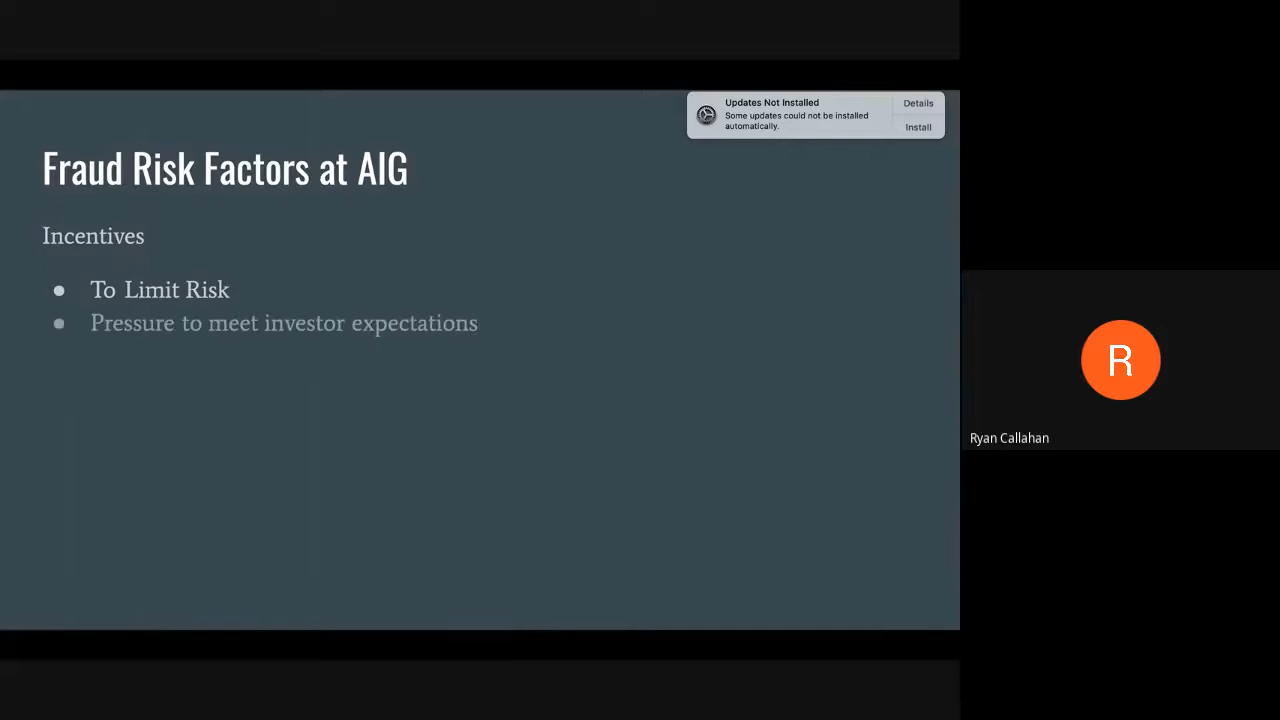 Updates Not Installed
Some updates could not be installed
automatically.
Details
Install
Fraud Risk Factors at AIG
Incentives
● To Limit Risk
● Pressure to meet investor expectations
R
Ryan Callahan